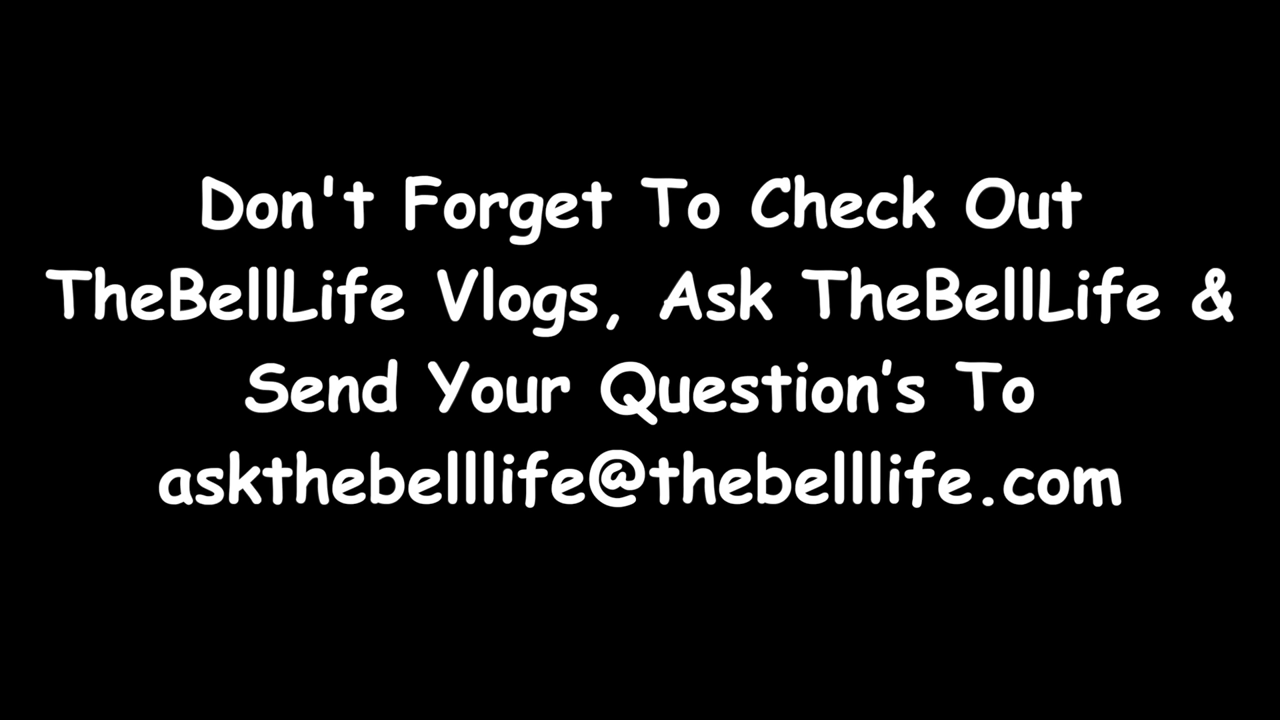 Don't Forget To Check Out
TheBellLife Vlogs, Ask TheBellLife &
Send Your Question’s To
askthebelllife@thebelllife.com